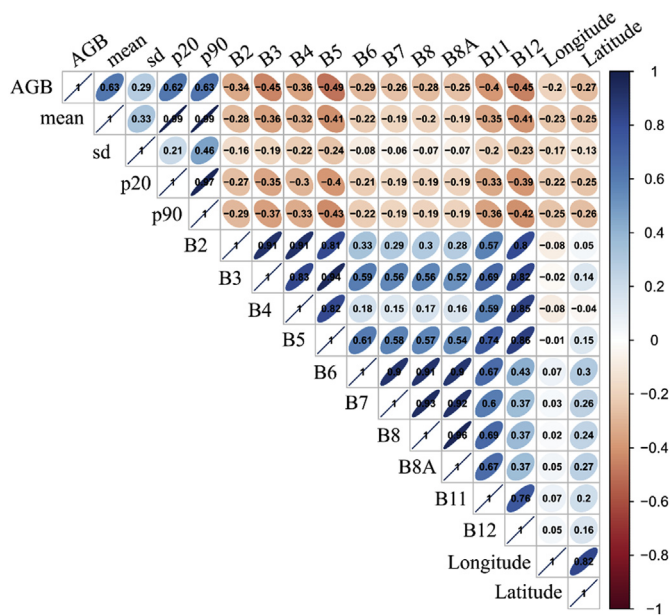 AGB mean sd p20 p90 B2 B3 B4 B5 B6 B7 B8 B8A B11 B12 Longitude Latitude
AGB 1 0.63 0.29 0.62 0.63 −0.34 −0.45 −0.36 −0.49 −0.29 −0.26 −0.28 −0.25 −0.4 −0.45 −0.2 −0.27
mean 1 0.33 0.99 0.99 −0.28 −0.36 −0.32 −0.41 −0.22 −0.19 −0.2 −0.19 −0.35 −0.41 −0.23 −0.25
sd 1 0.21 0.46 −0.16 −0.19 −0.22 −0.24 −0.08 −0.06 −0.07 −0.07 −0.2 −0.23 −0.17 −0.13
p20 1 0.97 −0.27 −0.35 −0.3 −0.4 −0.21 −0.19 −0.19 −0.19 −0.33 −0.39 −0.22 −0.25
p90 1 −0.29 −0.37 −0.33 −0.43 −0.22 −0.19 −0.19 −0.19 −0.36 −0.42 −0.25 −0.26
B2 1 0.91 0.91 0.81 0.33 0.29 0.3 0.28 0.57 0.8 −0.08 0.05
B3 1 0.83 0.94 0.59 0.56 0.56 0.52 0.69 0.82 −0.02 0.14
B4 1 0.82 0.18 0.15 0.17 0.16 0.59 0.85 −0.08 −0.04
B5 1 0.61 0.58 0.57 0.54 0.74 0.86 −0.01 0.15
B6 1 0.9 0.91 0.9 0.67 0.43 0.07 0.3
B7 1 0.93 0.92 0.6 0.37 0.03 0.26
B8 1 0.96 0.69 0.37 0.02 0.24
B8A 1 0.67 0.37 0.05 0.27
B11 1 0.76 0.07 0.2
B12 1 0.05 0.16
Longitude 1 0.82
Latitude 1
1
0.8
0.6
0.4
0.2
0
−0.2
−0.4
−0.6
−0.8
−1